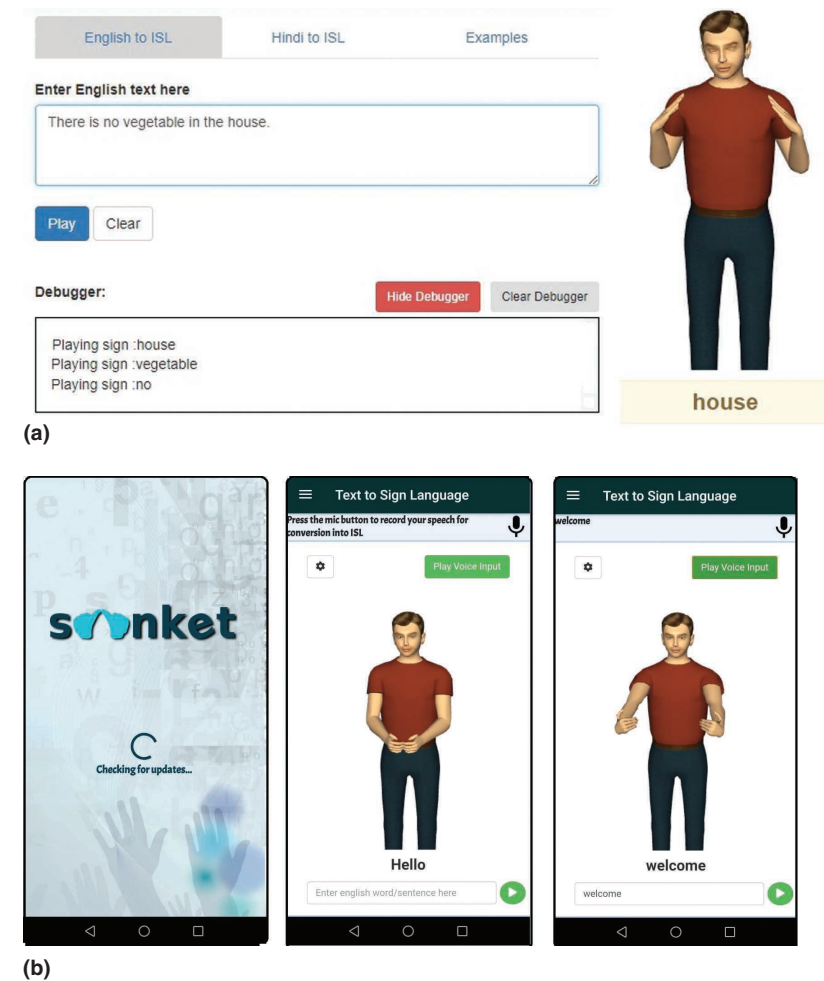 English to ISL
Hindi to ISL
Examples
Enter English text here
There is no vegetable in the house.
Play
Clear
Debugger:
Hide Debugger
Clear Debugger
Playing sign :house
Playing sign :vegetable
Playing sign :no
house
(a)
saanket
Checking for updates...
Text to Sign Language
Press the mic button to record your speech for
conversion into ISL
Play Voice Input
Hello
Enter english word/sentence here
Text to Sign Language
welcome
Play Voice Input
welcome
welcome
(b)